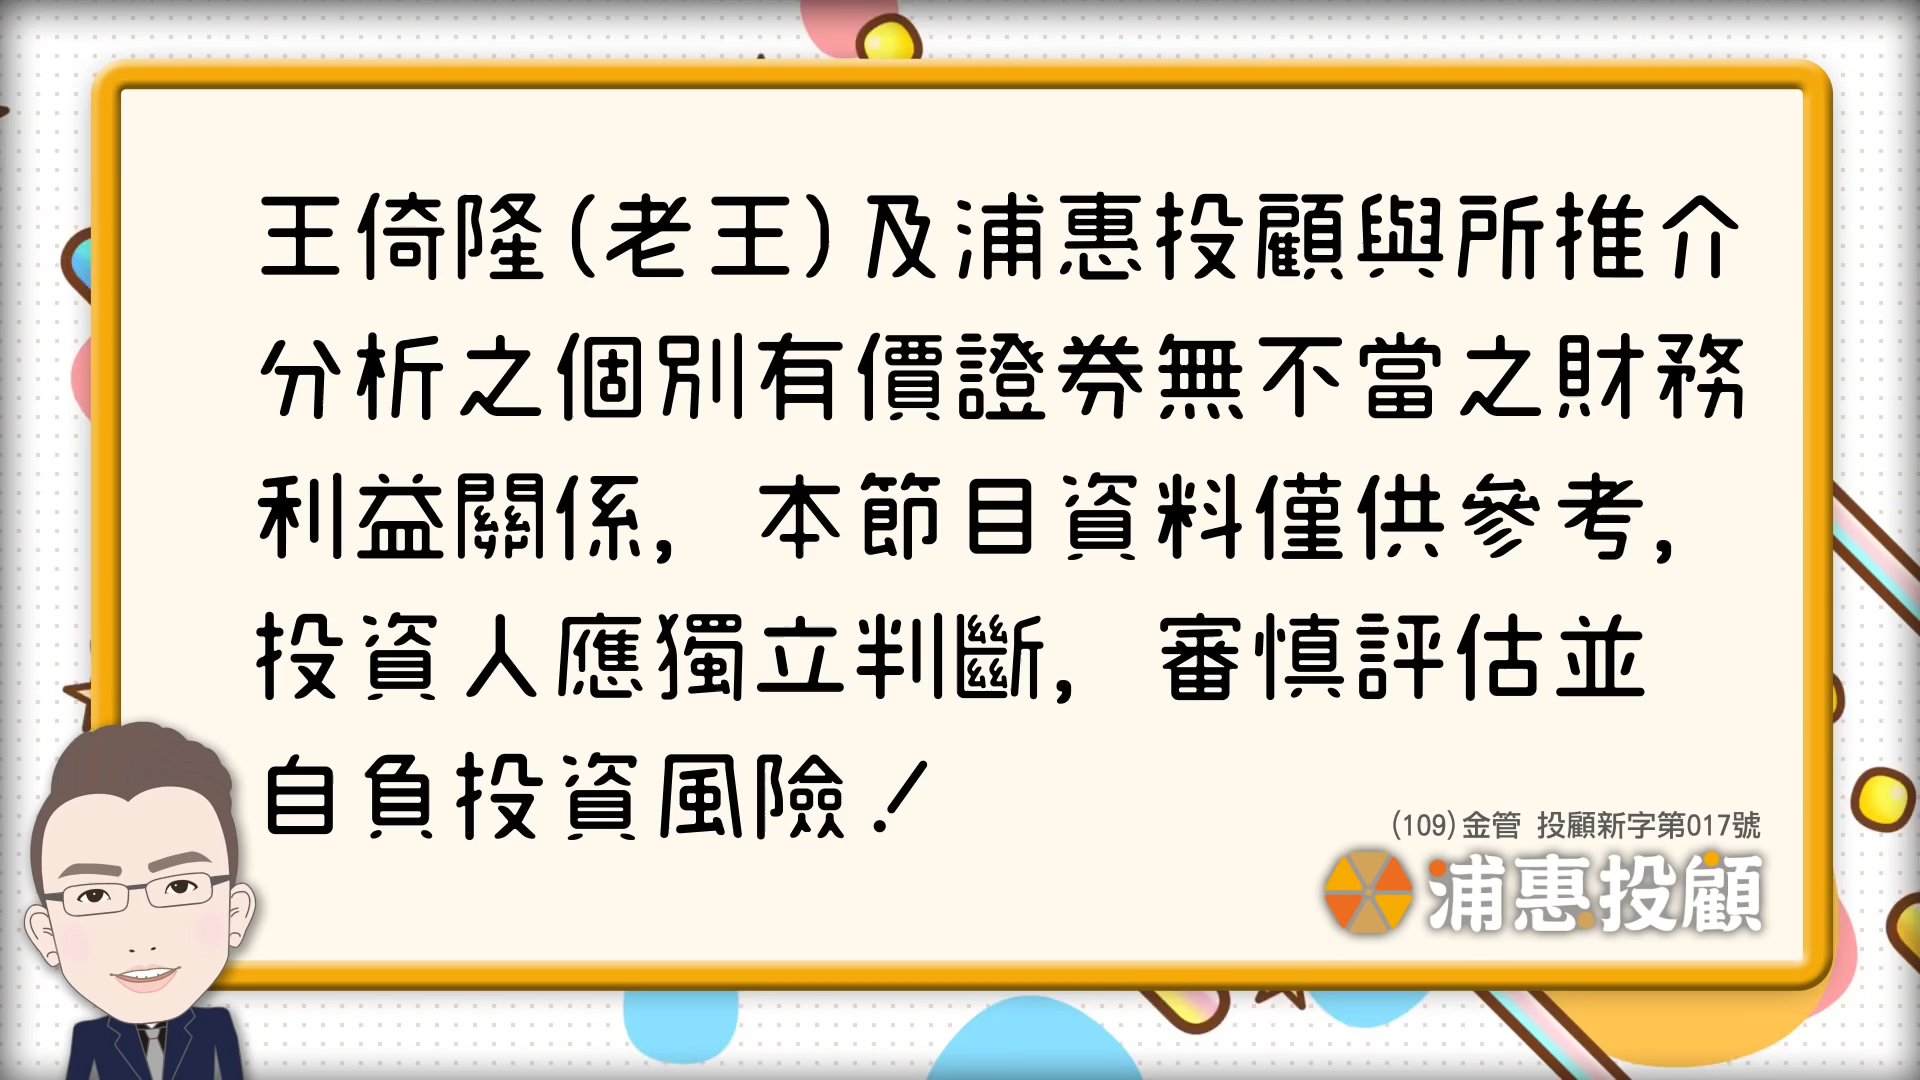 王倚隆(老王)及浦惠投顧與所推介
分析之個別有價證券無不當之財務
利益關係,本節目資料僅供參考,
投資人應獨立判斷,審慎評估並
自負投資風險!
(109)金管 投顧新字第017號
浦惠投顧